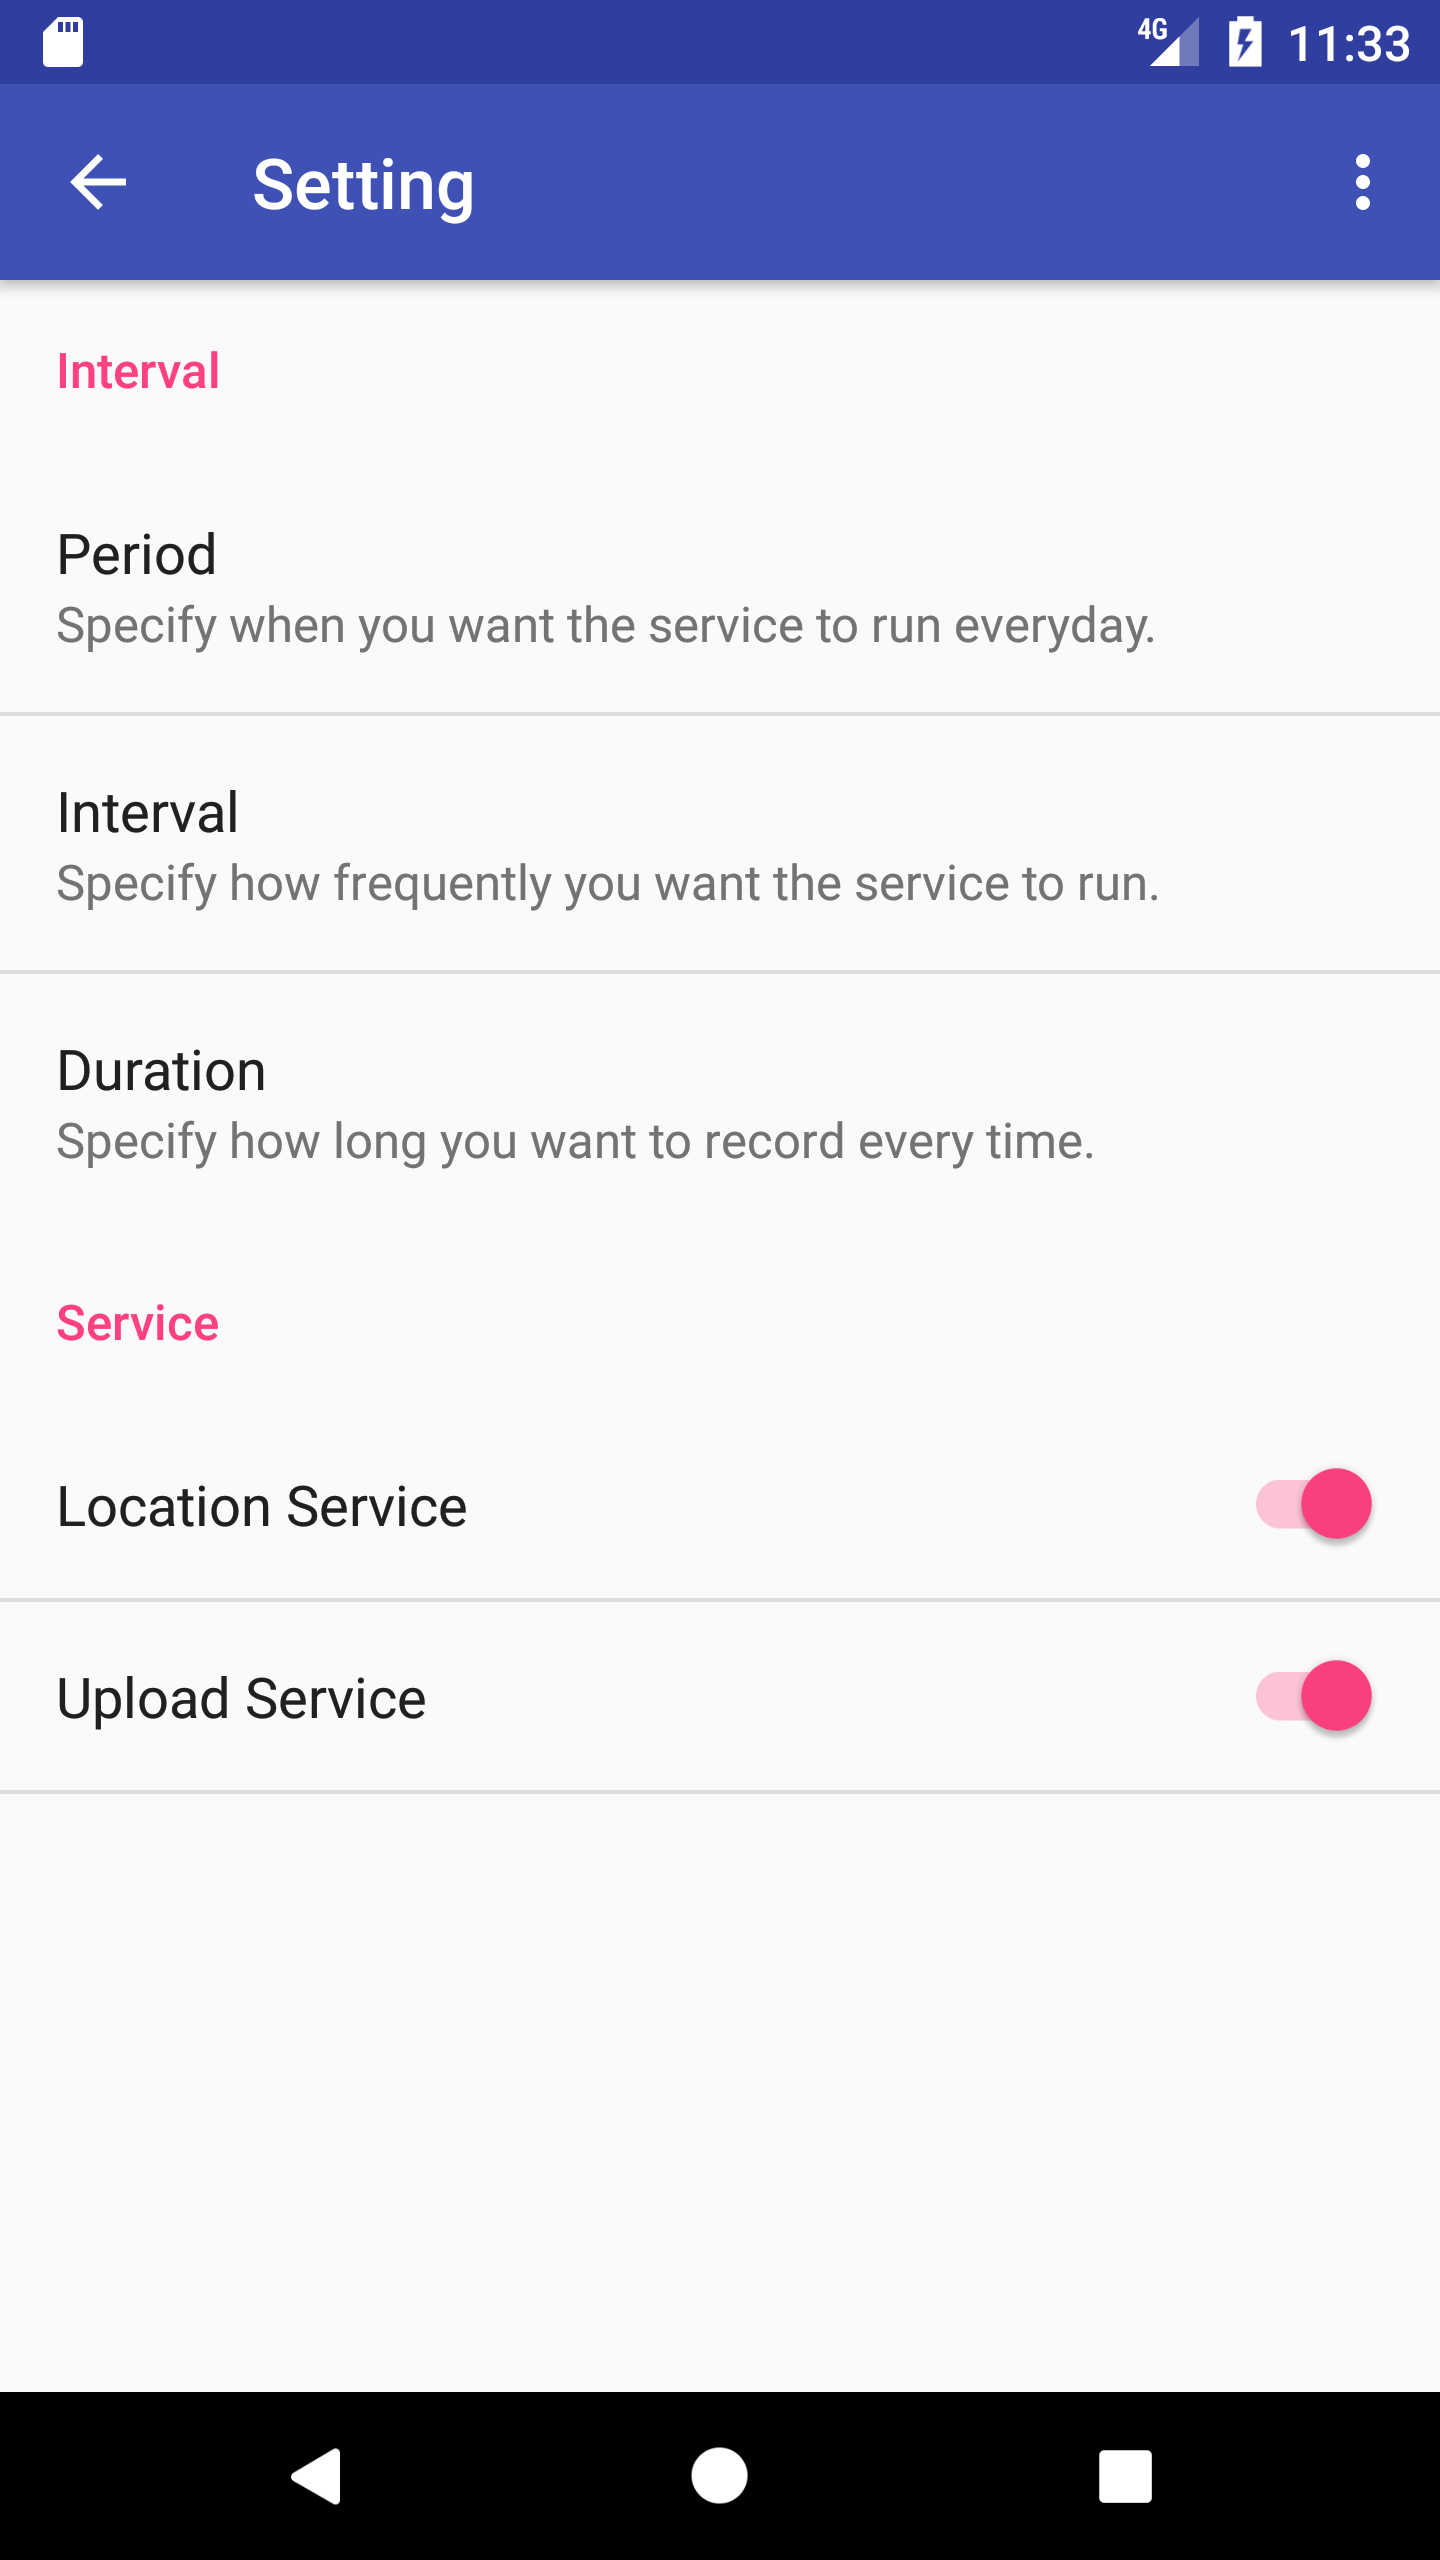 4G 11:33
Setting
Interval
Period
Specify when you want the service to run everyday.
Interval
Specify how frequently you want the service to run.
Duration
Specify how long you want to record every time.
Service
Location Service
Upload Service